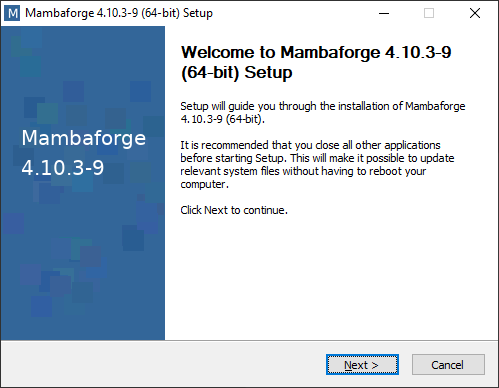 M Mambaforge 4.10.3-9 (64-bit) Setup
Welcome to Mambaforge 4.10.3-9
(64-bit) Setup
Mambaforge
4.10.3-9
Setup will guide you through the installation of Mambaforge
4.10.3-9 (64-bit).
It is recommended that you close all other applications
before starting Setup. This will make it possible to update
relevant system files without having to reboot your
computer.
Click Next to continue.
Next >
Cancel